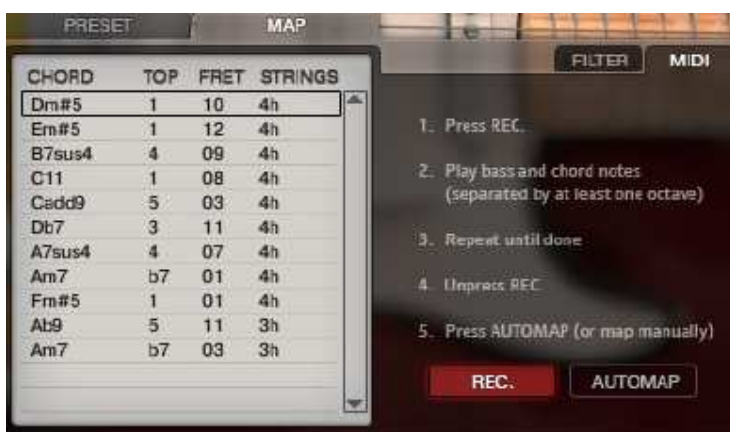 PRESET MAP
FILTER MIDI
CHORD TOP FRET STRINGS
Dm#5 1 10 4h
Em#5 1 12 4h
B7sus4 4 09 4h
C11 1 08 4h
Cadd9 5 03 4h
Db7 3 11 4h
A7sus4 4 07 4h
Am7 b7 01 4h
Fm#5 1 01 4h
Ab9 5 11 3h
Am7 b7 03 3h
1. Press REC.
2. Play bass and chord notes
(separated by at least one octave)
3. Repeat until done
4. Unpress REC
5. Press AUTOMAP (or map manually)
REC. AUTOMAP